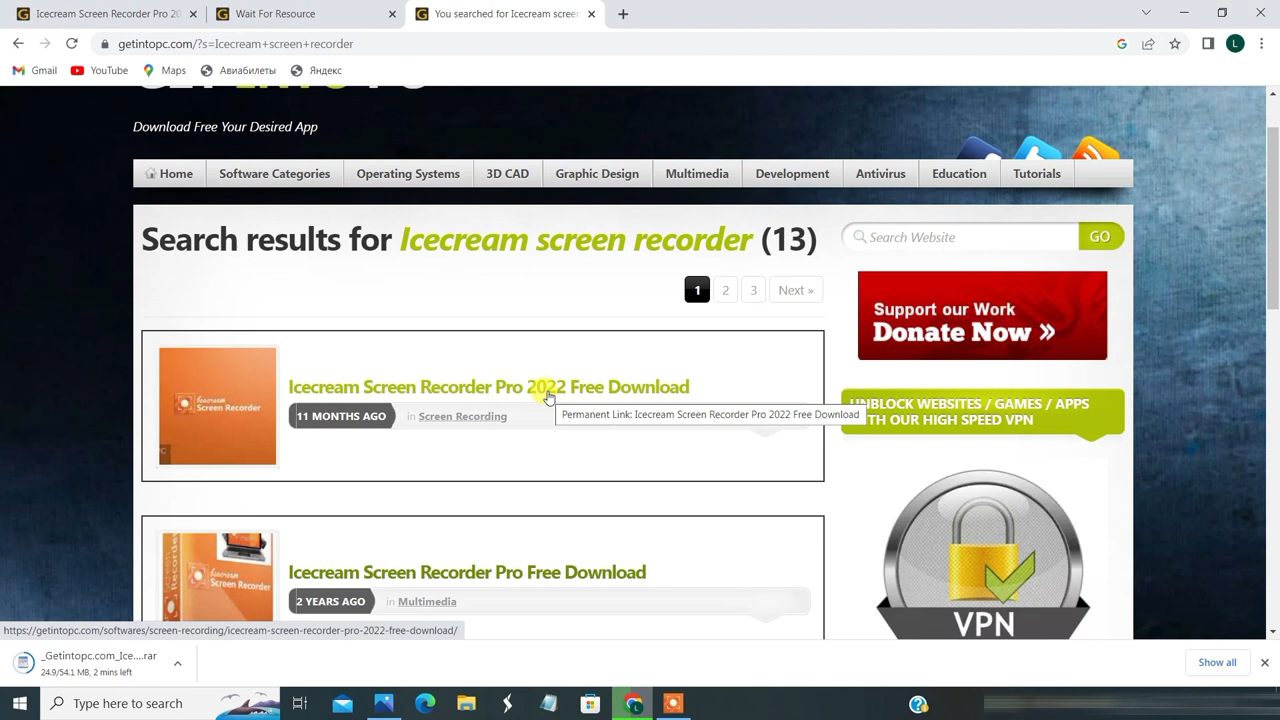 Icecream Screen Recorder Pro 20
Wait For Resource
You searched for Icecream screen
getintopc.com/?s=Icecream+screen+recorder
L
Gmail
YouTube
Maps
Авиабилеты
Яндекс
Download Free Your Desired App
Home
Software Categories
Operating Systems
3D CAD
Graphic Design
Multimedia
Development
Antivirus
Education
Tutorials
Search results for Icecream screen recorder (13)
Search Website
GO
1
2
3
Next »
Support our Work
Donate Now »
Icecream Screen Recorder
Icecream Screen Recorder Pro 2022 Free Download
11 MONTHS AGO
in Screen Recording
Permanent Link: Icecream Screen Recorder Pro 2022 Free Download
UNBLOCK WEBSITES / GAMES / APPS
WITH OUR HIGH SPEED VPN
Icecream Screen Recorder Pro Free Download
2 YEARS AGO
in Multimedia
Screen Recorder
VPN
https://getintopc.com/softwares/screen-recording/icecream-screen-recorder-pro-2022-free-download/
_Getintopc.com_Ice....rar
24.9/54.1 MB, 2 mins left
Show all
Type here to search